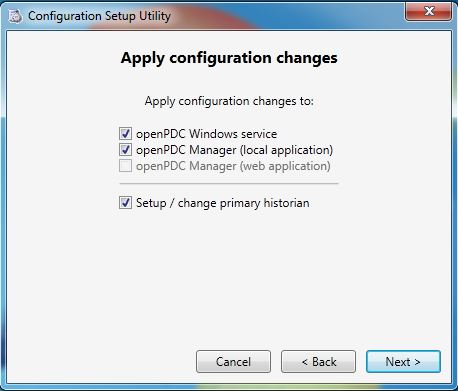 Configuration Setup Utility
Apply configuration changes
Apply configuration changes to:
openPDC Windows service
openPDC Manager (local application)
openPDC Manager (web application)
Setup / change primary historian
Cancel
< Back
Next >